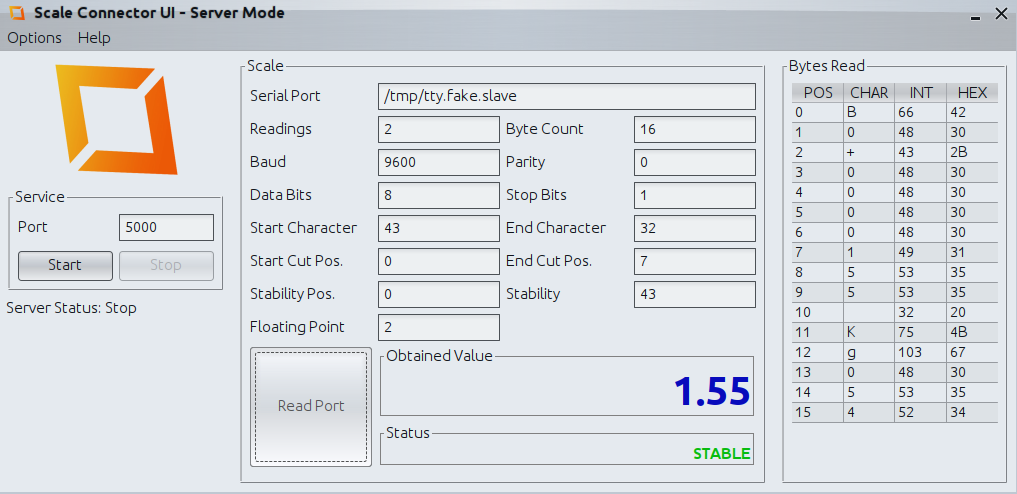 Scale Connector UI - Server Mode
Options Help
Service
Port 5000
Start Stop
Server Status: Stop
Scale
Serial Port /tmp/tty.fake.slave
Readings 2 Byte Count 16
Baud 9600 Parity 0
Data Bits 8 Stop Bits 1
Start Character 43 End Character 32
Start Cut Pos. 0 End Cut Pos. 7
Stability Pos. 0 Stability 43
Floating Point 2
Read Port
Obtained Value
1.55
Status
STABLE
Bytes Read
POS CHAR INT HEX
0 B 66 42
1 0 48 30
2 + 43 2B
3 0 48 30
4 0 48 30
5 0 48 30
6 0 48 30
7 1 49 31
8 5 53 35
9 5 53 35
10 32 20
11 K 75 4B
12 g 103 67
13 0 48 30
14 5 53 35
15 4 52 34